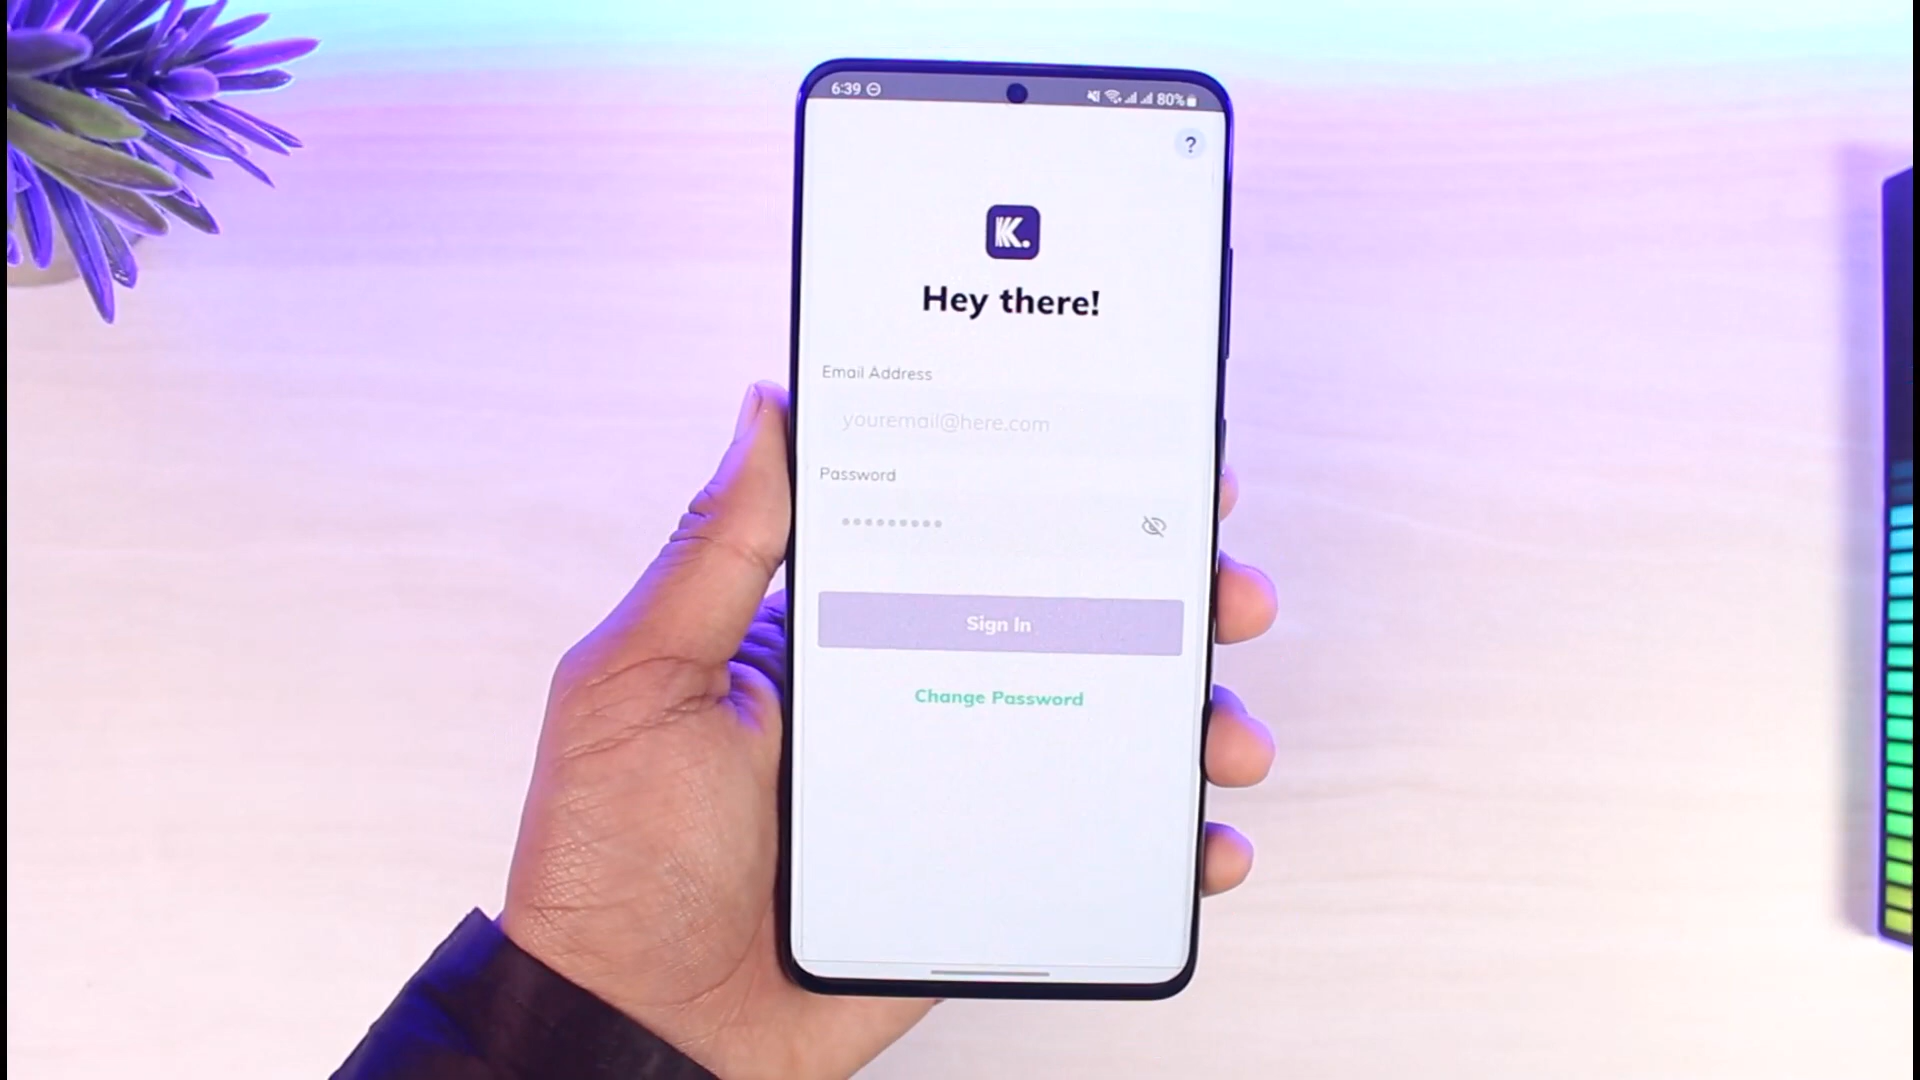 6:39
80%
?
K.
Hey there!
Email Address
youremail@here.com
Password
Sign In
Change Password